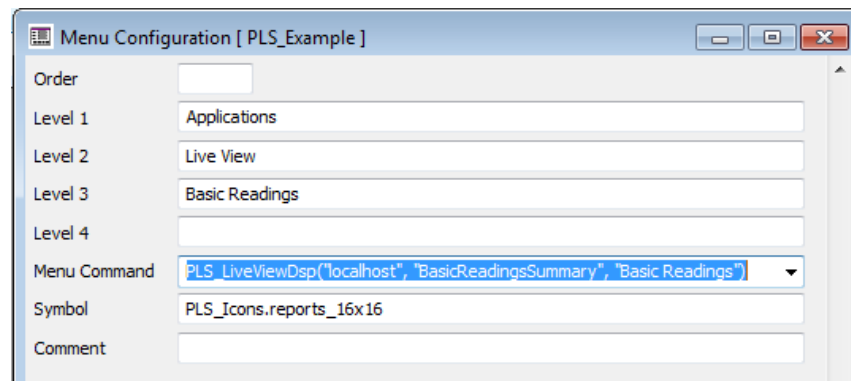 Menu Configuration [ PLS_Example ]
Order
Level 1 Applications
Level 2 Live View
Level 3 Basic Readings
Level 4
Menu Command PLS_LiveViewDsp("localhost", "BasicReadingsSummary", "Basic Readings")
Symbol PLS_Icons.reports_16x16
Comment